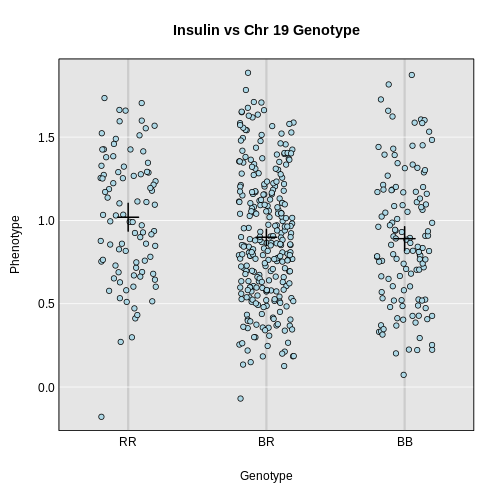 Insulin vs Chr 19 Genotype
Phenotype
1.5
1.0
0.5
0.0
RR BR BB
Genotype